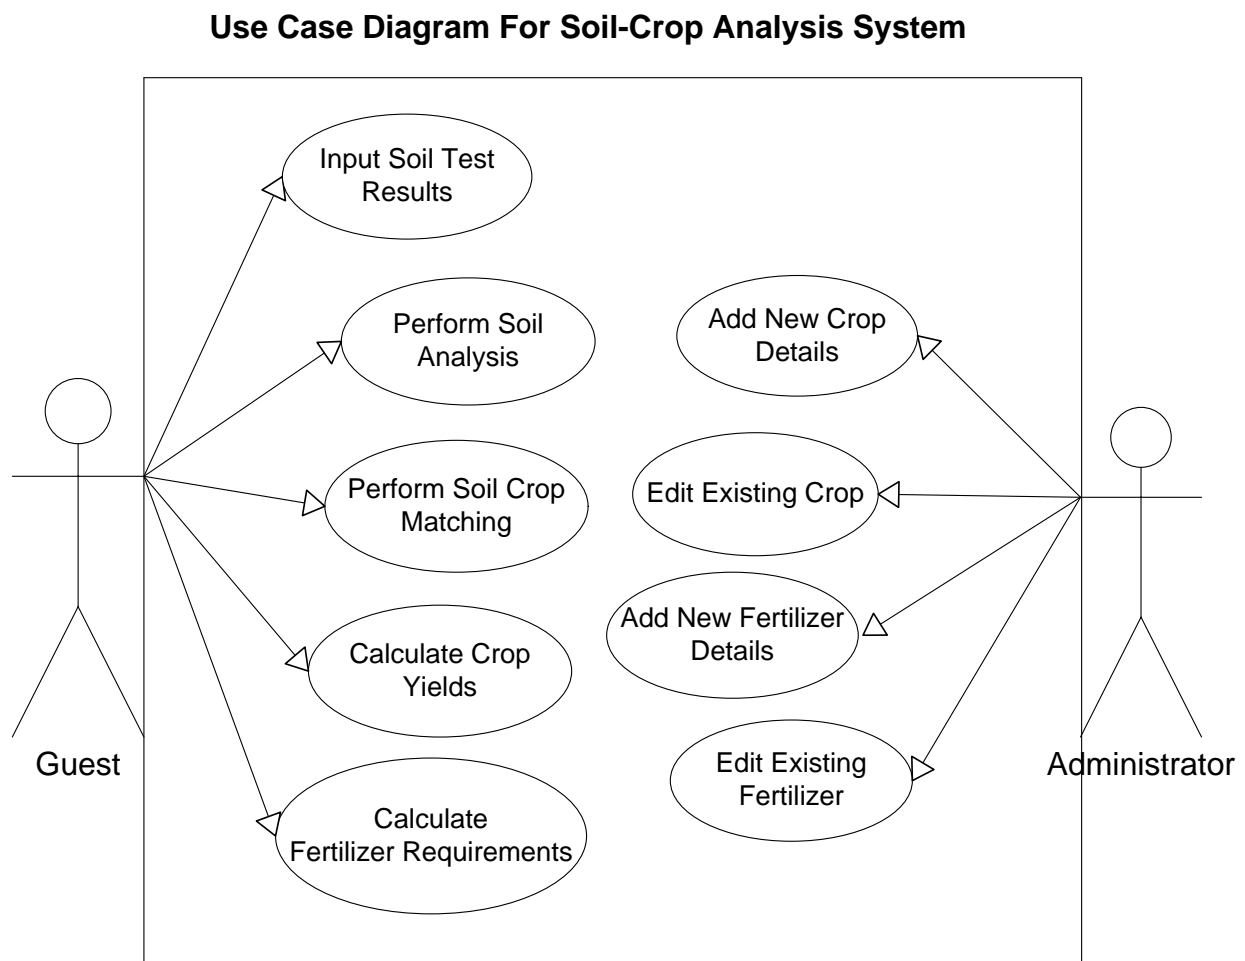 Use Case Diagram For Soil-Crop Analysis System
Input Soil Test
Results
Perform Soil
Analysis
Add New Crop
Details
Perform Soil Crop
Matching
Edit Existing Crop
Add New Fertilizer
Details
Calculate Crop
Yields
Guest
Edit Existing
Fertilizer
Administrator
Calculate
Fertilizer Requirements